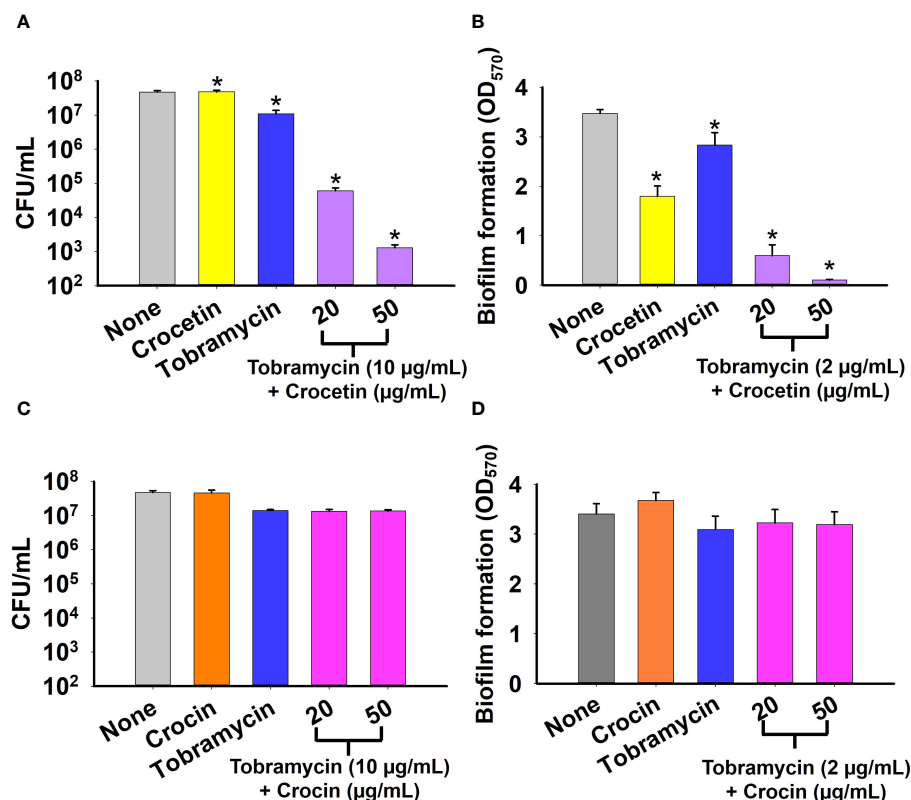 A
CFU/mL
10⁸
10⁷
10⁶
10⁵
10⁴
10³
10²
*
*
*
*
None
Crocetin
Tobramycin
20
50
Tobramycin (10 µg/mL)
+ Crocetin (µg/mL)
B
Biofilm formation (OD₅₇₀)
4
3
2
1
0
*
*
*
*
None
Crocetin
Tobramycin
20
50
Tobramycin (2 µg/mL)
+ Crocetin (µg/mL)
C
CFU/mL
10⁸
10⁷
10⁶
10⁵
10⁴
10³
10²
None
Crocin
Tobramycin
20
50
Tobramycin (10 µg/mL)
+ Crocin (µg/mL)
D
Biofilm formation (OD₅₇₀)
4
3
2
1
0
None
Crocin
Tobramycin
20
50
Tobramycin (2 µg/mL)
+ Crocin (µg/mL)